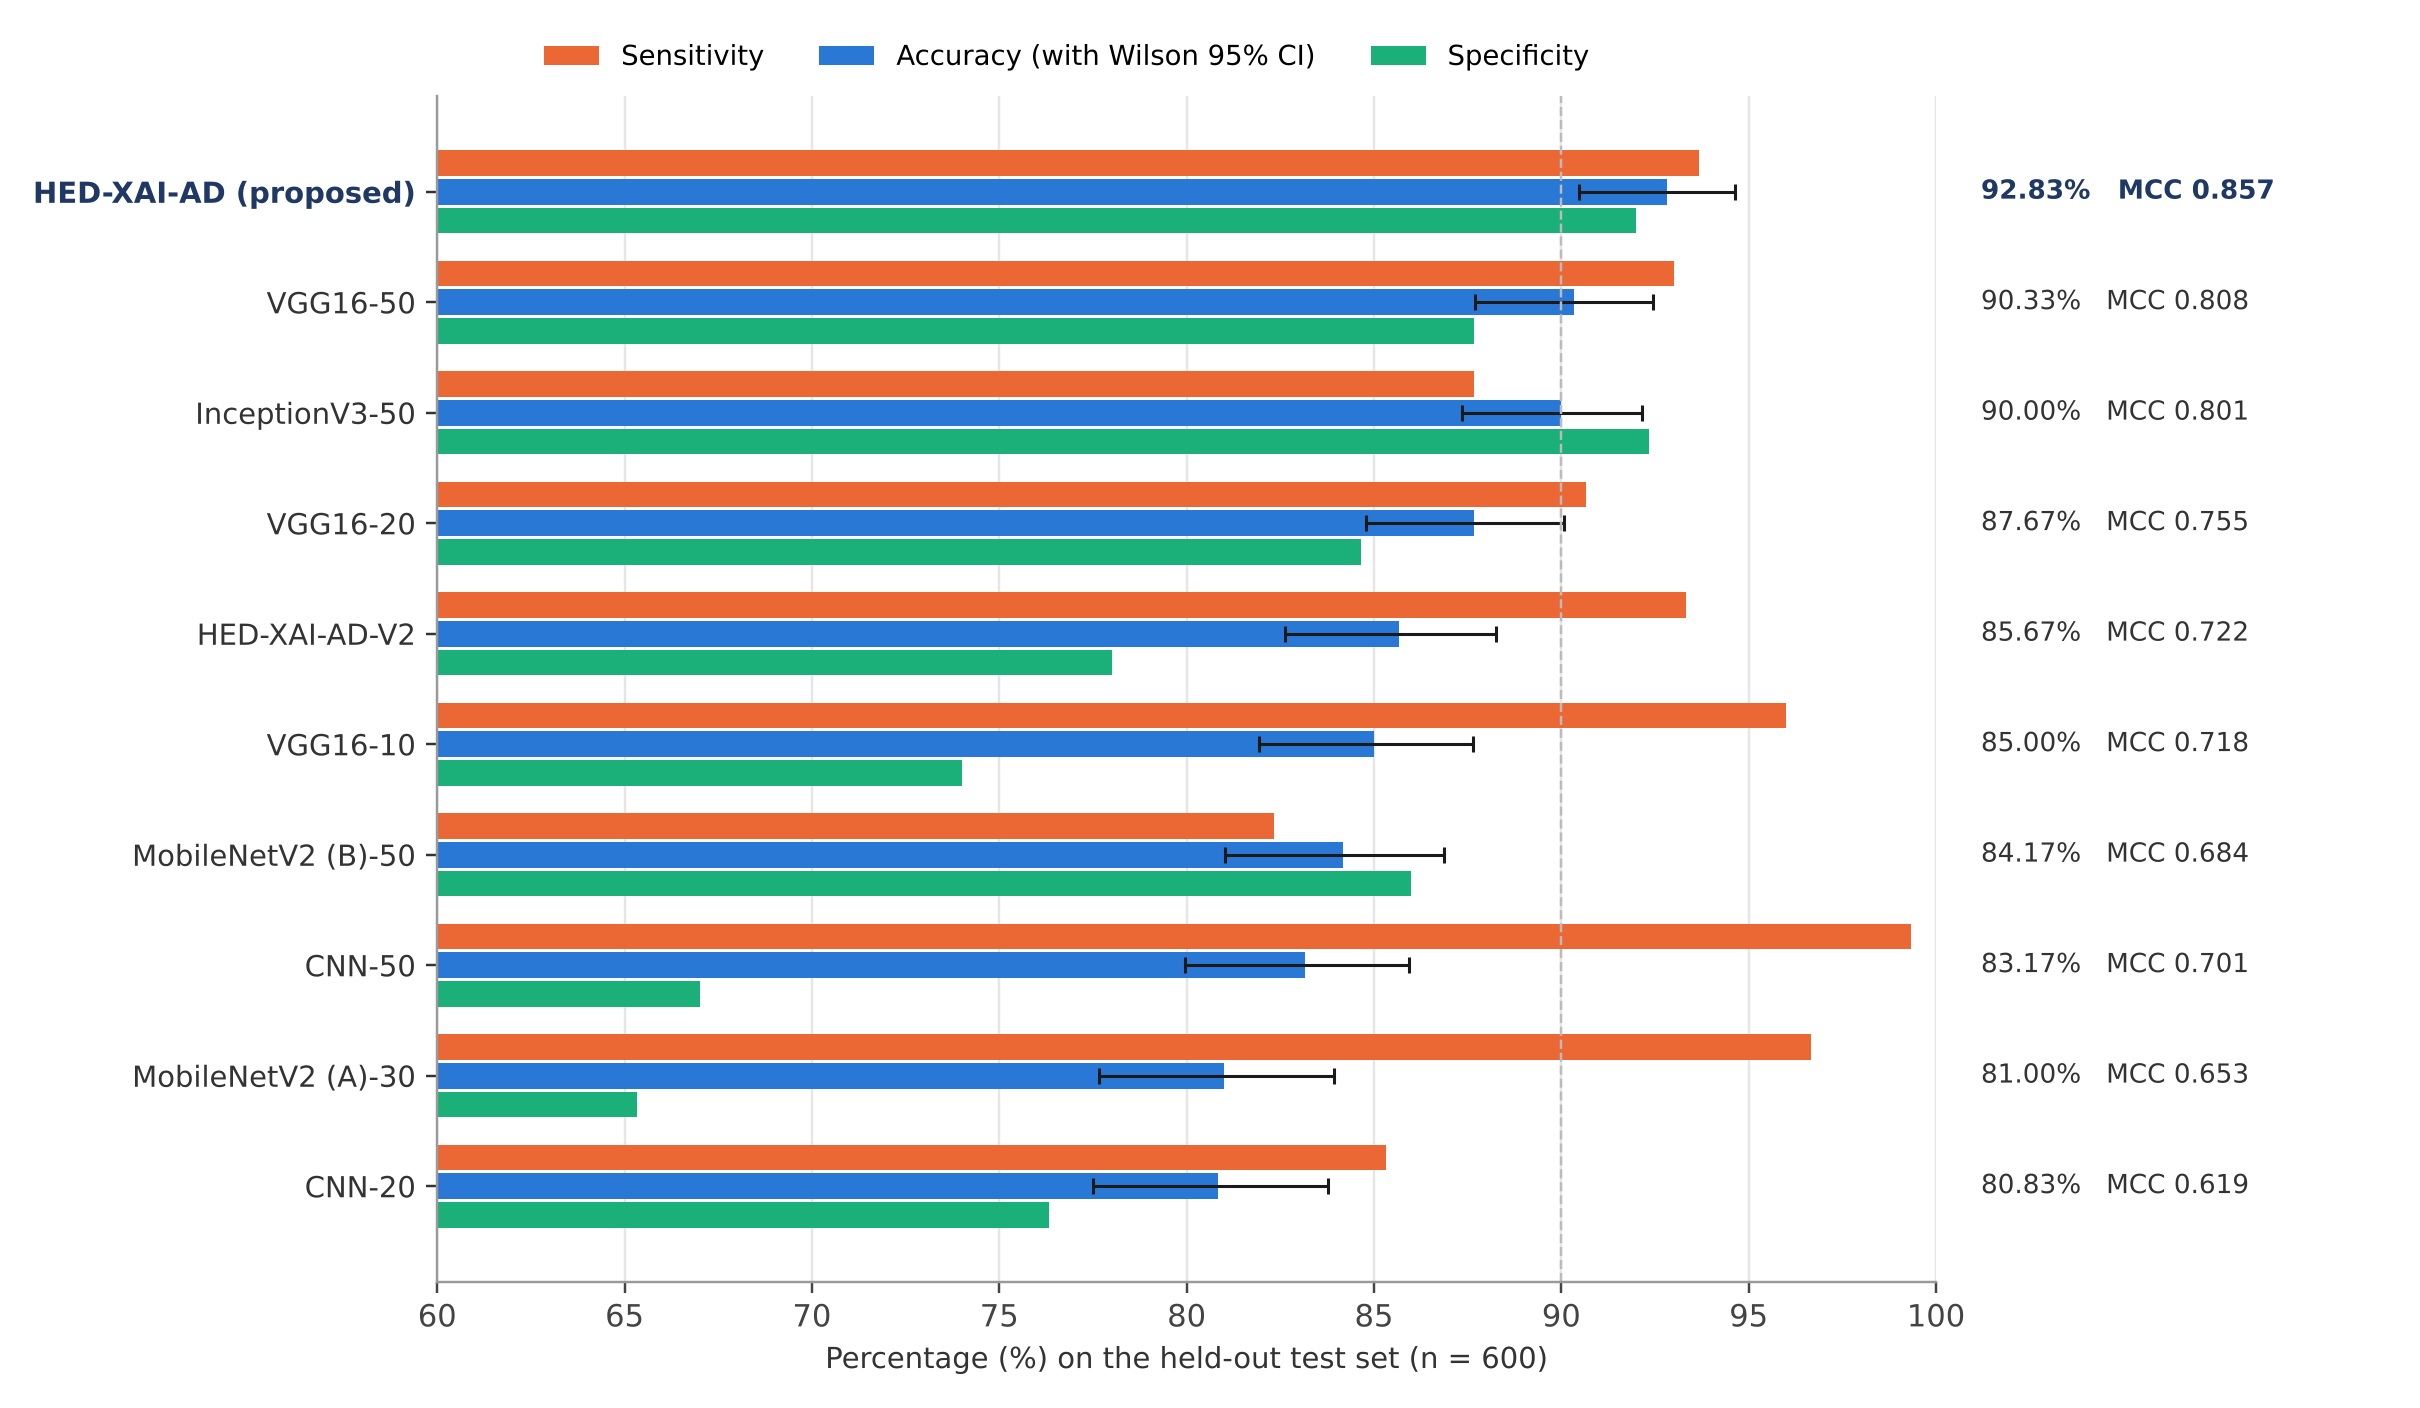 Sensitivity Accuracy (with Wilson 95% CI) Specificity
HED-XAI-AD (proposed) 92.83% MCC 0.857
VGG16-50 90.33% MCC 0.808
InceptionV3-50 90.00% MCC 0.801
VGG16-20 87.67% MCC 0.755
HED-XAI-AD-V2 85.67% MCC 0.722
VGG16-10 85.00% MCC 0.718
MobileNetV2 (B)-50 84.17% MCC 0.684
CNN-50 83.17% MCC 0.701
MobileNetV2 (A)-30 81.00% MCC 0.653
CNN-20 80.83% MCC 0.619
60 65 70 75 80 85 90 95 100
Percentage (%) on the held-out test set (n = 600)